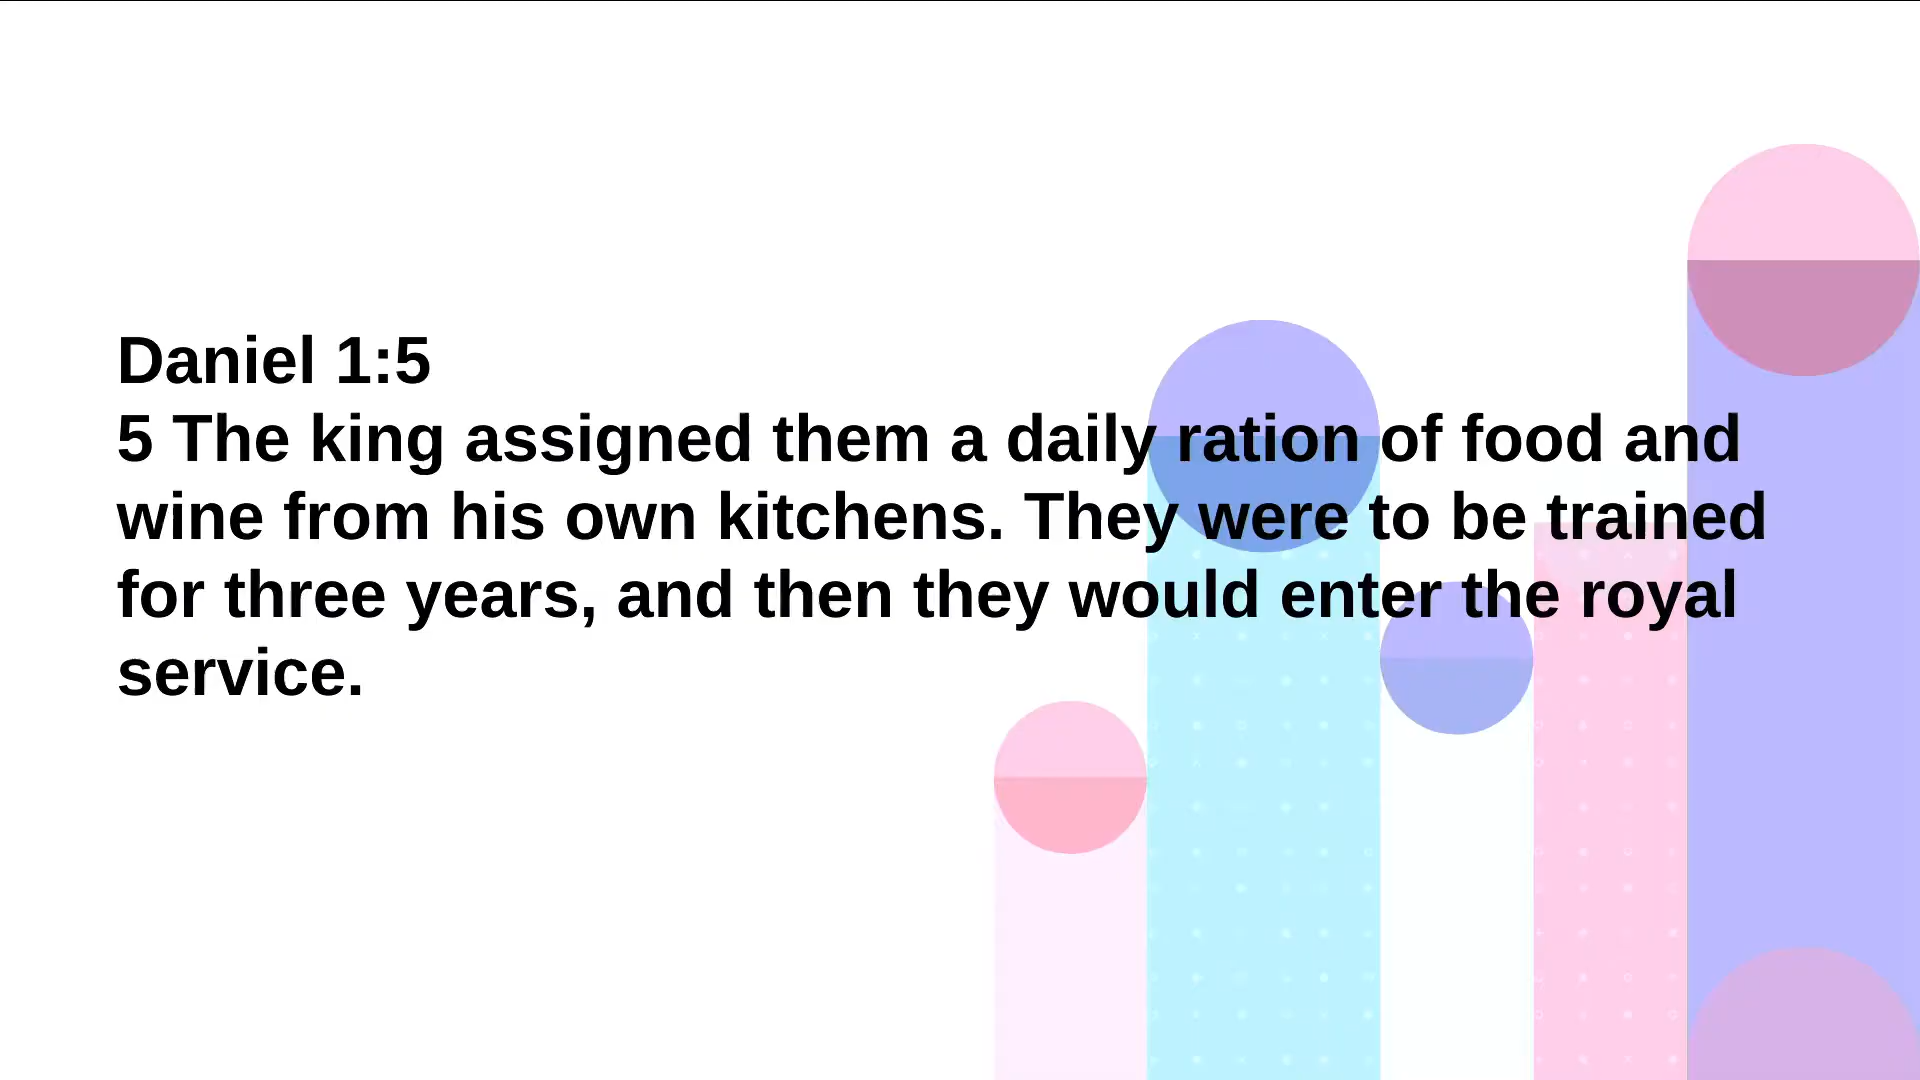 Daniel 1:5
5 The king assigned them a daily ration of food and
wine from his own kitchens. They were to be trained
for three years, and then they would enter the royal
service.